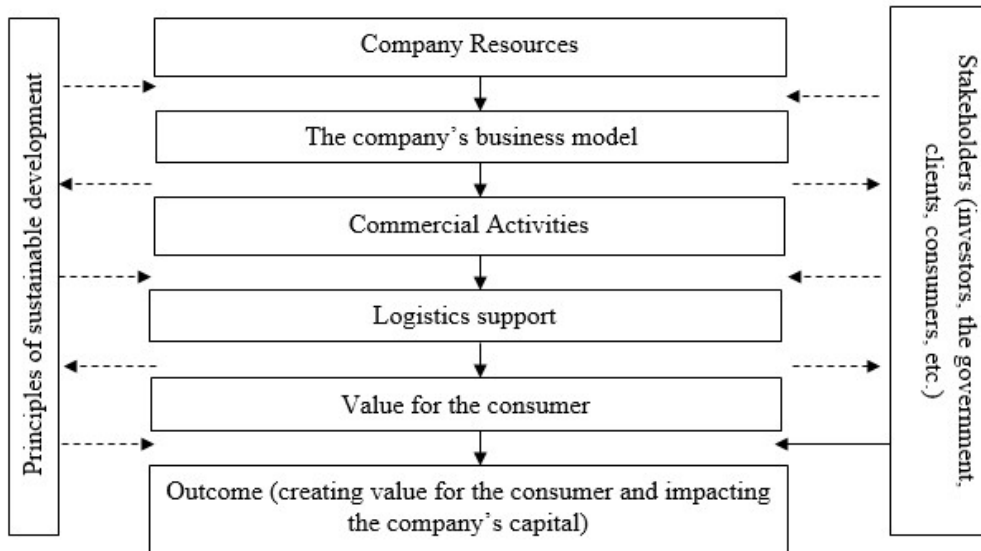 Principles of sustainable development
Company Resources
The company’s business model
Commercial Activities
Logistics support
Value for the consumer
Outcome (creating value for the consumer and impacting
the company’s capital)
Stakeholders (investors, the government,
clients, consumers, etc.)